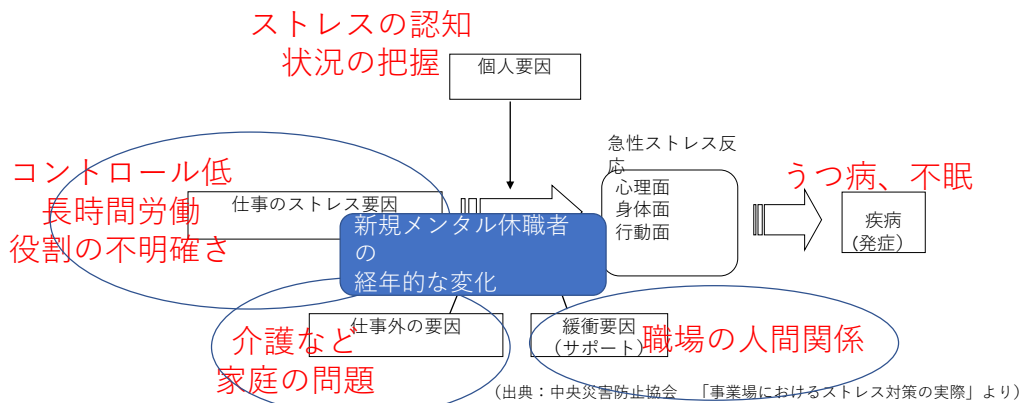 ストレスの認知
状況の把握
個人要因
急性ストレス反
応
心理面
身体面
行動面
コントロール低
長時間労働
役割の不明確さ
仕事のストレス要因
新規メンタル休職者
の
経年的な変化
うつ病、不眠
疾病
(発症)
仕事外の要因
介護など
家庭の問題
緩衝要因
(サポート)
職場の人間関係
(出典：中央災害防止協会　「事業場におけるストレス対策の実際」より)